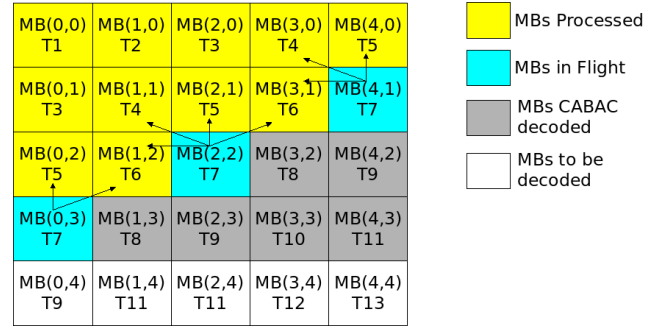 MB(0,0) MB(1,0) MB(2,0) MB(3,0) MB(4,0)
T1 T2 T3 T4 T5
MB(0,1) MB(1,1) MB(2,1) MB(3,1) MB(4,1)
T3 T4 T5 T6 T7
MB(0,2) MB(1,2) MB(2,2) MB(3,2) MB(4,2)
T5 T6 T7 T8 T9
MB(0,3) MB(1,3) MB(2,3) MB(3,3) MB(4,3)
T7 T8 T9 T10 T11
MB(0,4) MB(1,4) MB(2,4) MB(3,4) MB(4,4)
T9 T11 T11 T12 T13
MBs Processed
MBs in Flight
MBs CABAC
decoded
MBs to be
decoded